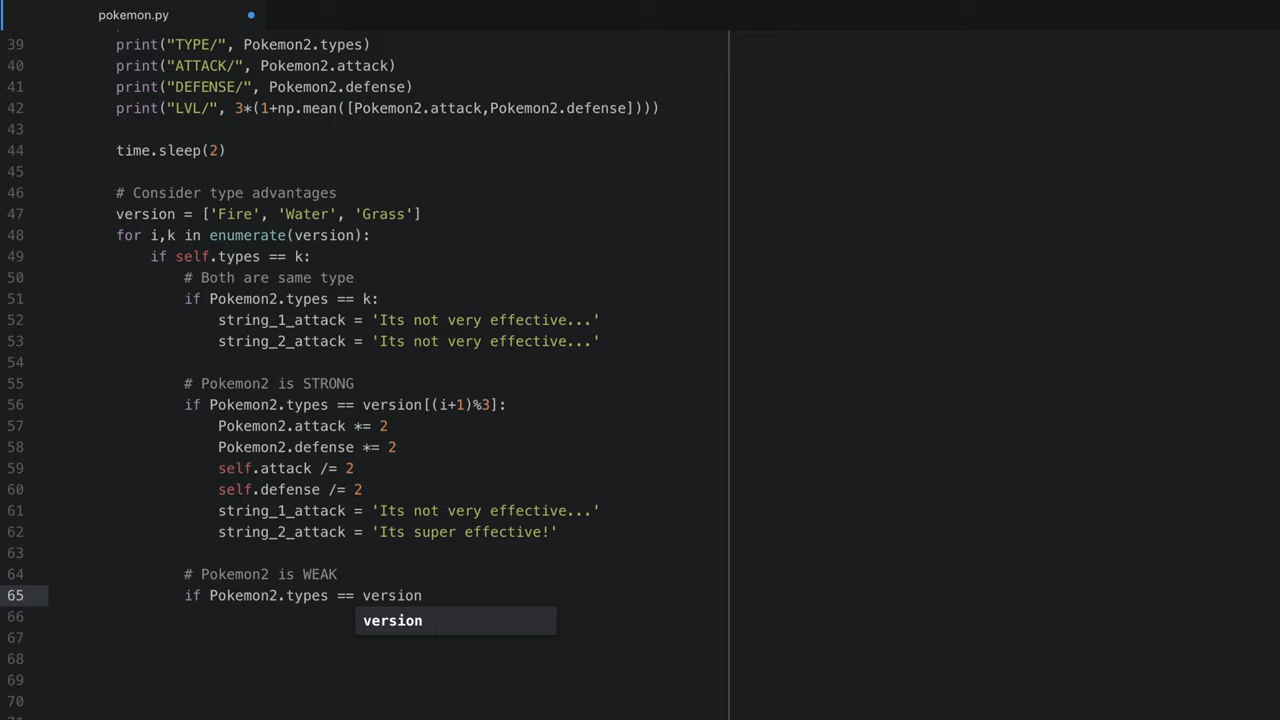 pokemon.py
39 print("TYPE/", Pokemon2.types)
40 print("ATTACK/", Pokemon2.attack)
41 print("DEFENSE/", Pokemon2.defense)
42 print("LVL/", 3*(1+np.mean([Pokemon2.attack,Pokemon2.defense])))
43
44 time.sleep(2)
45
46 # Consider type advantages
47 version = ['Fire', 'Water', 'Grass']
48 for i,k in enumerate(version):
49 if self.types == k:
50 # Both are same type
51 if Pokemon2.types == k:
52 string_1_attack = 'Its not very effective...'
53 string_2_attack = 'Its not very effective...'
54
55 # Pokemon2 is STRONG
56 if Pokemon2.types == version[(i+1)%3]:
57 Pokemon2.attack *= 2
58 Pokemon2.defense *= 2
59 self.attack /= 2
60 self.defense /= 2
61 string_1_attack = 'Its not very effective...'
62 string_2_attack = 'Its super effective!'
63
64 # Pokemon2 is WEAK
65 if Pokemon2.types == version
66 version
67
68
69
70